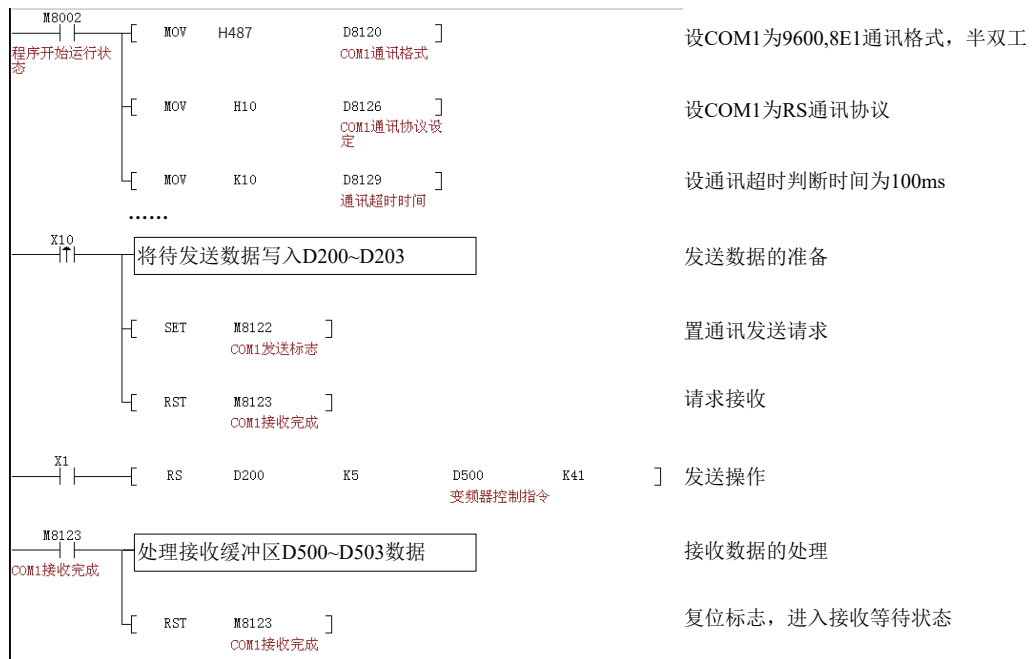 M8002
MOV H487 D8120 设COM1为9600,8E1通讯格式，半双工
程序开始运行状态 COM1通讯格式
MOV H10 D8126 设COM1为RS通讯协议
COM1通讯协议设定
MOV K10 D8129 设通讯超时判断时间为100ms
通讯超时时间
……
X10
将待发送数据写入D200~D203 发送数据的准备
SET M8122 置通讯发送请求
COM1发送标志
RST M8123 请求接收
COM1接收完成
X1
RS D200 K5 D500 K41 发送操作
变频器控制指令
M8123
处理接收缓冲区D500~D503数据 接收数据的处理
COM1接收完成
RST M8123 复位标志，进入接收等待状态
COM1接收完成